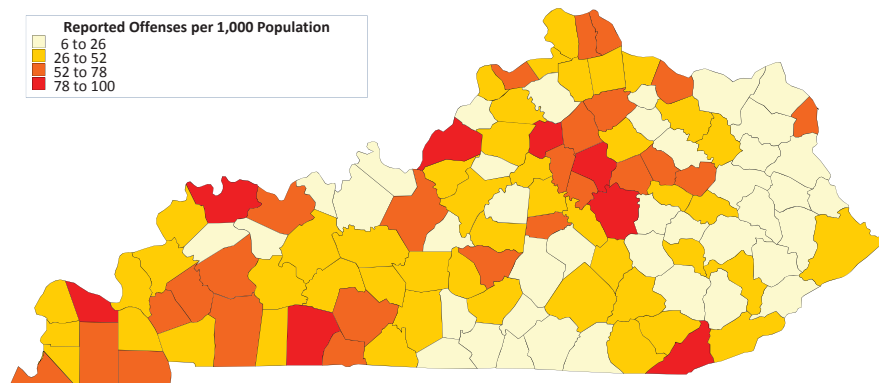 Reported Offenses per 1,000 Population
6 to 26
26 to 52
52 to 78
78 to 100